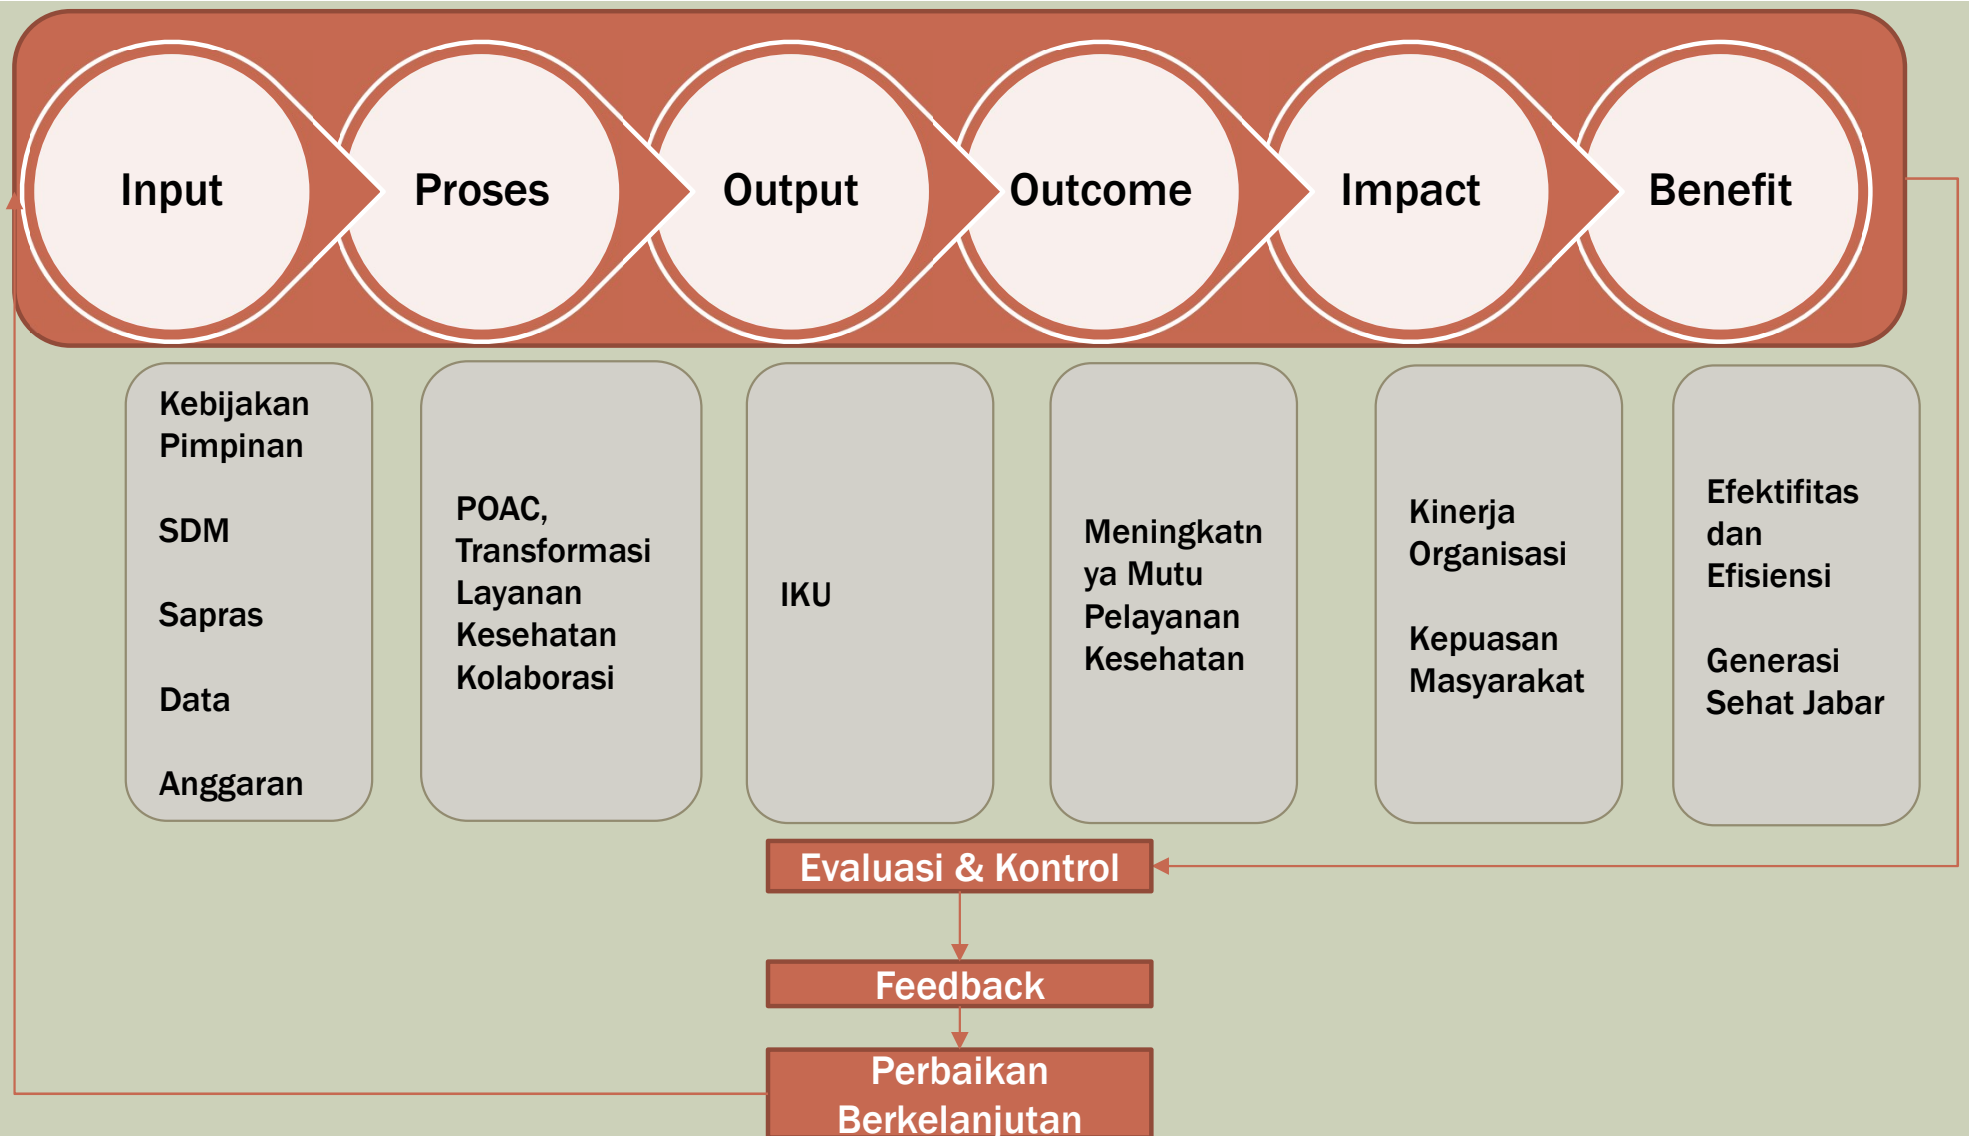 Input
Proses
Output
Outcome
Impact
Benefit
Kebijakan
Pimpinan
SDM
Sapras
Data
Anggaran
POAC,
Transformasi
Layanan
Kesehatan
Kolaborasi
IKU
Meningkatn
ya Mutu
Pelayanan
Kesehatan
Kinerja
Organisasi
Kepuasan
Masyarakat
Efektifitas
dan
Efisiensi
Generasi
Sehat Jabar
Evaluasi & Kontrol
Feedback
Perbaikan
Berkelanjutan